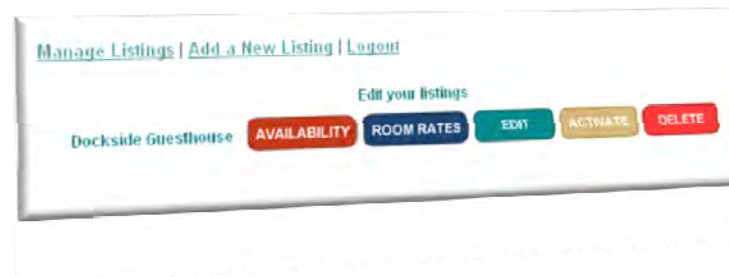 Manage Listings | Add a New Listing | Logout
Edit your listings
Dockside Guesthouse AVAILABILITY ROOM RATES EDIT ACTIVATE DELETE